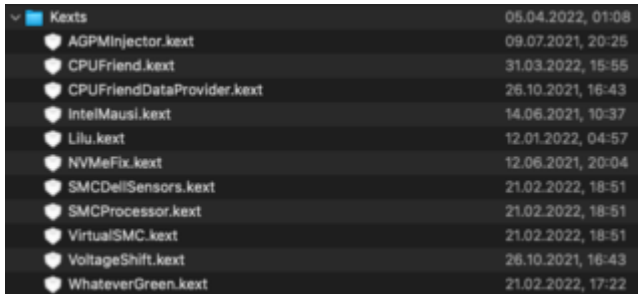 Kexts 05.04.2022, 01:08
AGPMInjector.kext 09.07.2021, 20:25
CPUFriend.kext 31.03.2022, 15:55
CPUFriendDataProvider.kext 26.10.2021, 16:43
IntelMausi.kext 14.06.2021, 10:37
Lilu.kext 12.01.2022, 04:57
NVMeFix.kext 12.06.2021, 20:04
SMCDellSensors.kext 21.02.2022, 18:51
SMCProcessor.kext 21.02.2022, 18:51
VirtualSMC.kext 21.02.2022, 18:51
VoltageShift.kext 26.10.2021, 16:43
WhateverGreen.kext 21.02.2022, 17:22